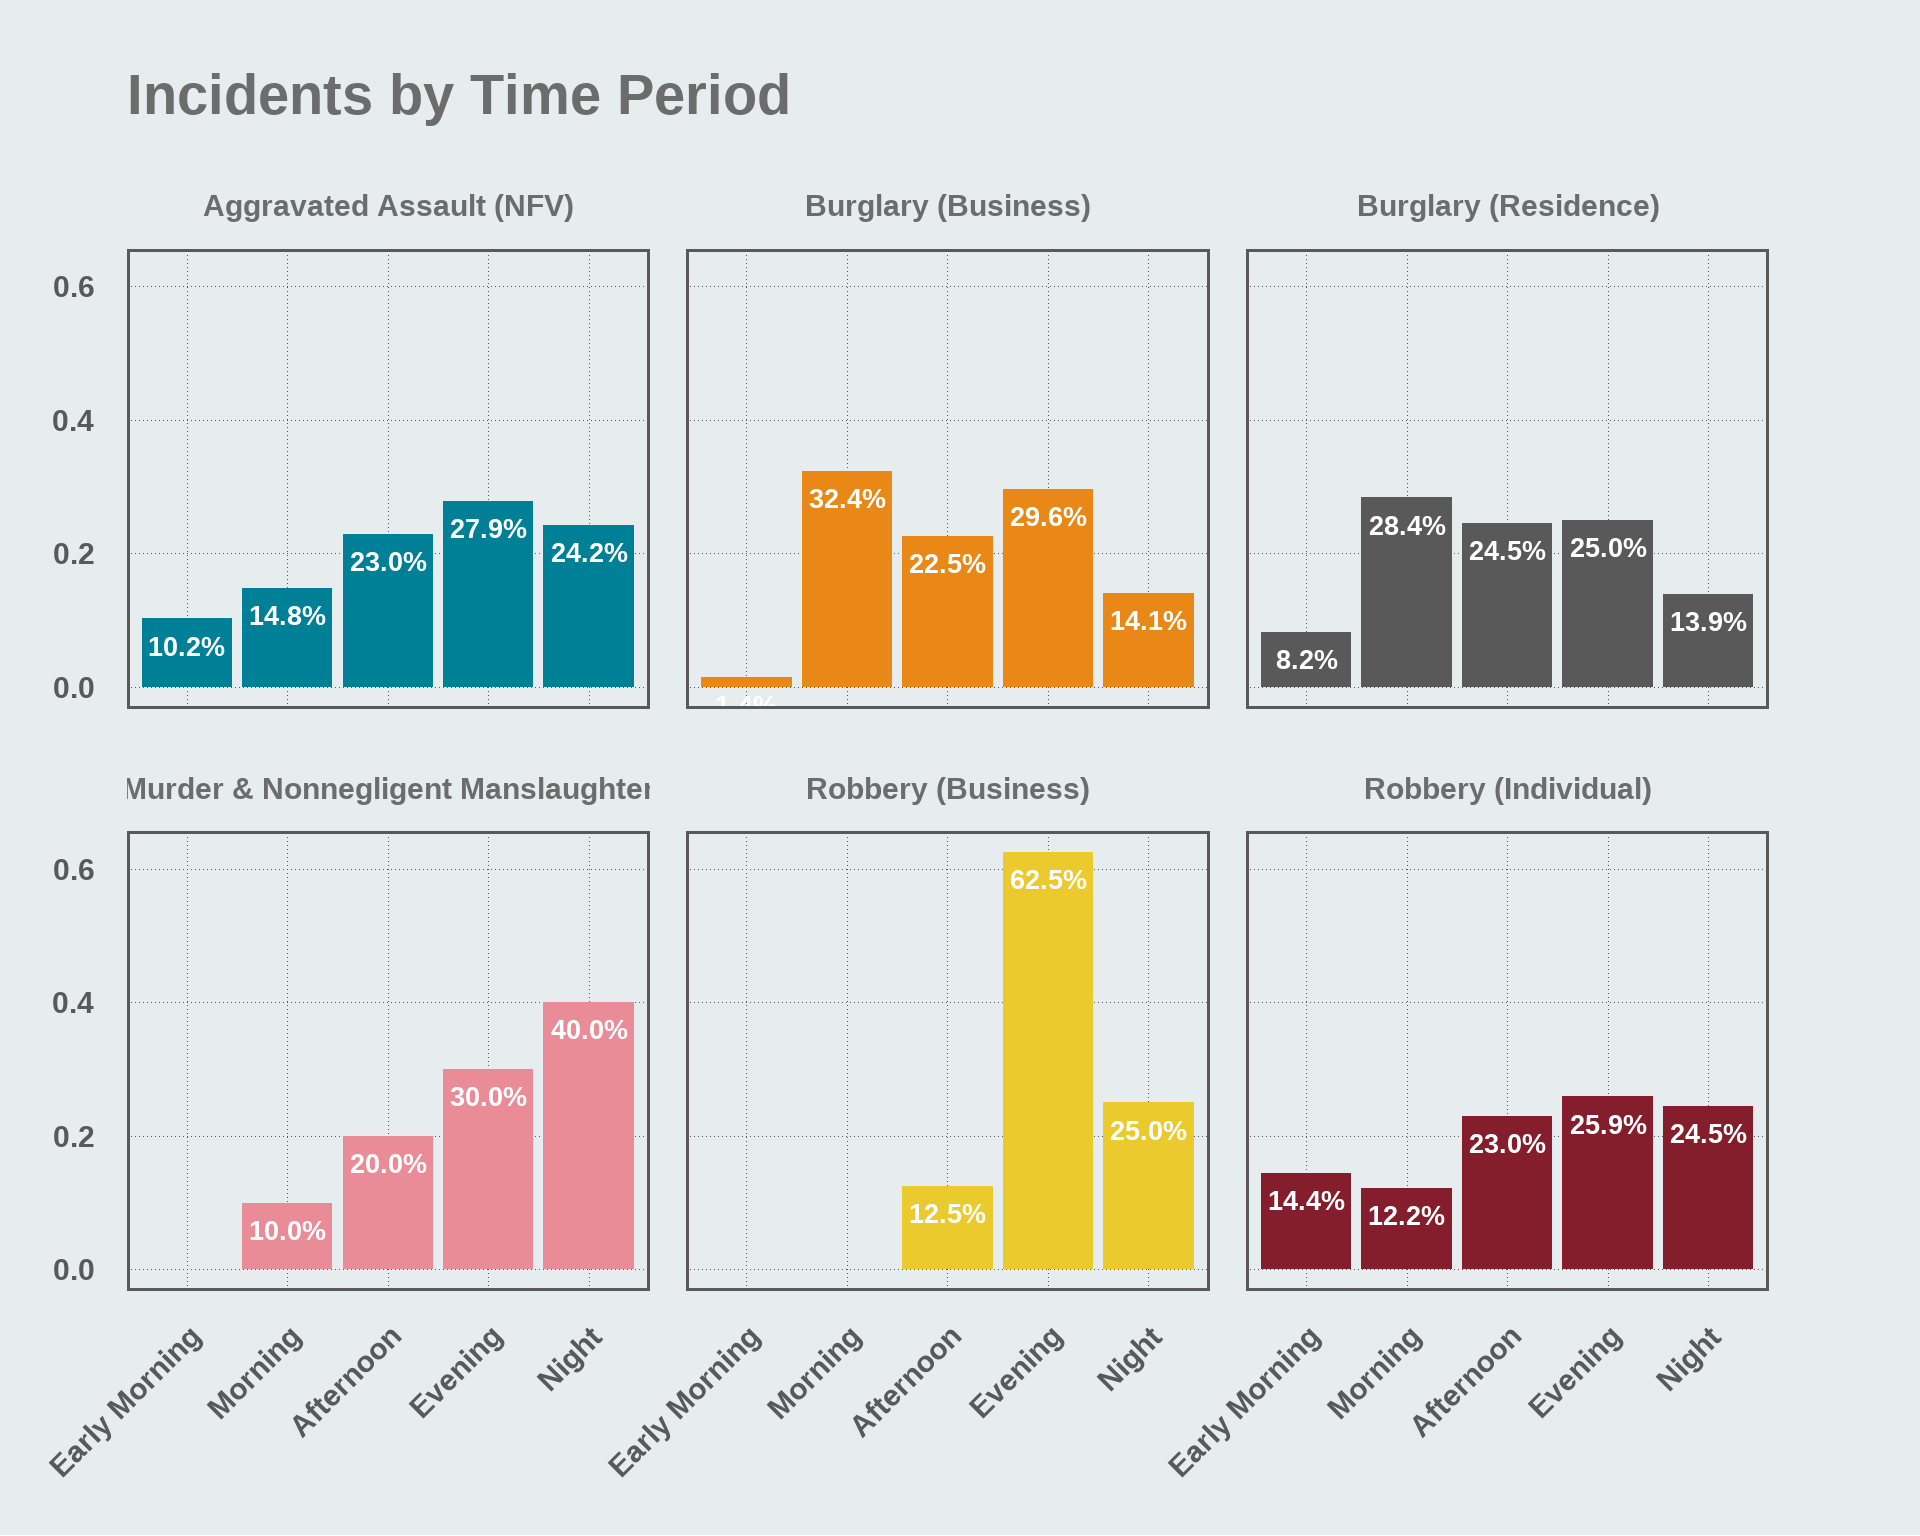 Incidents by Time Period
Aggravated Assault (NFV)
Burglary (Business)
Burglary (Residence)
0.6
0.4
0.2
0.0
10.2%
14.8%
23.0%
27.9%
24.2%
1.4%
32.4%
22.5%
29.6%
14.1%
8.2%
28.4%
24.5%
25.0%
13.9%
Murder & Nonnegligent Manslaughter
Robbery (Business)
Robbery (Individual)
0.6
0.4
0.2
0.0
10.0%
20.0%
30.0%
40.0%
12.5%
62.5%
25.0%
14.4%
12.2%
23.0%
25.9%
24.5%
Early Morning
Morning
Afternoon
Evening
Night
Early Morning
Morning
Afternoon
Evening
Night
Early Morning
Morning
Afternoon
Evening
Night